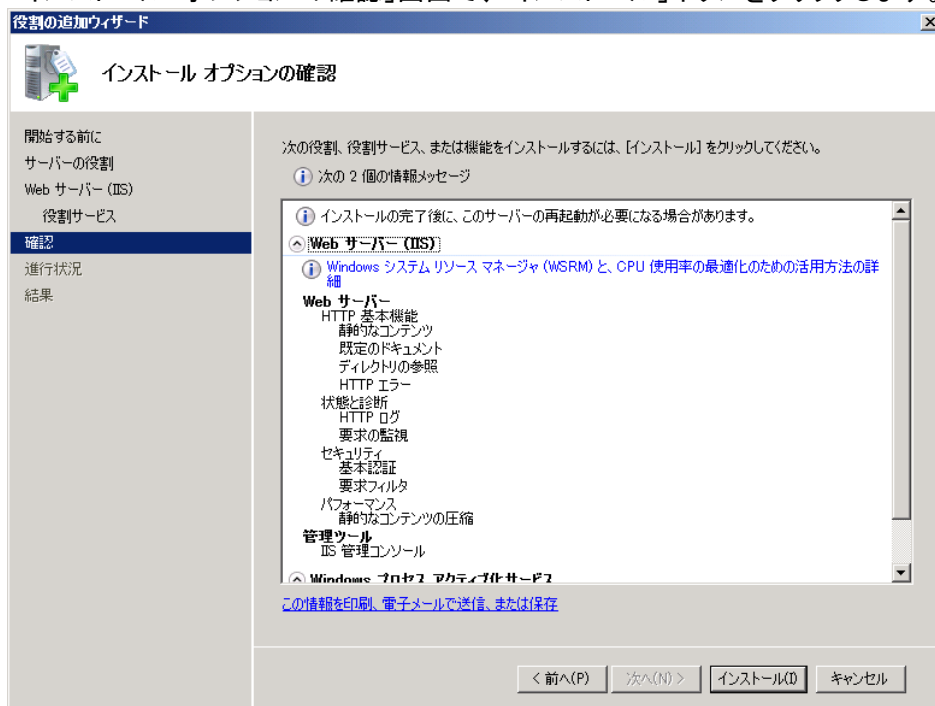 役割の追加ウィザード
インストール オプションの確認
開始する前に
サーバーの役割
Web サーバー (IIS)
役割サービス
確認
進行状況
結果
次の役割、役割サービス、または機能をインストールするには、[インストール] をクリックしてください。
次の 2 個の情報メッセージ
インストールの完了後に、このサーバーの再起動が必要になる場合があります。
Web サーバー (IIS)
Windows システム リソース マネージャ (WSRM) と、CPU 使用率の最適化のための活用方法の詳
細
Web サーバー
HTTP 基本機能
静的なコンテンツ
既定のドキュメント
ディレクトリの参照
HTTP エラー
状態と診断
HTTP ログ
要求の監視
セキュリティ
基本認証
要求フィルタ
パフォーマンス
静的なコンテンツの圧縮
管理ツール
IIS 管理コンソール
Windows プロセス アクティブ化サービス
この情報を印刷、電子メールで送信、または保存
< 前へ(P)
次へ(N) >
インストール(I)
キャンセル